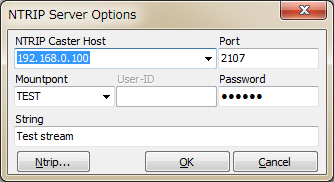 NTRIP Server Options
NTRIP Caster Host Port
192.168.0.100 2107
Mountpont User-ID Password
TEST ••••••
String
Test stream
Ntrip... OK Cancel